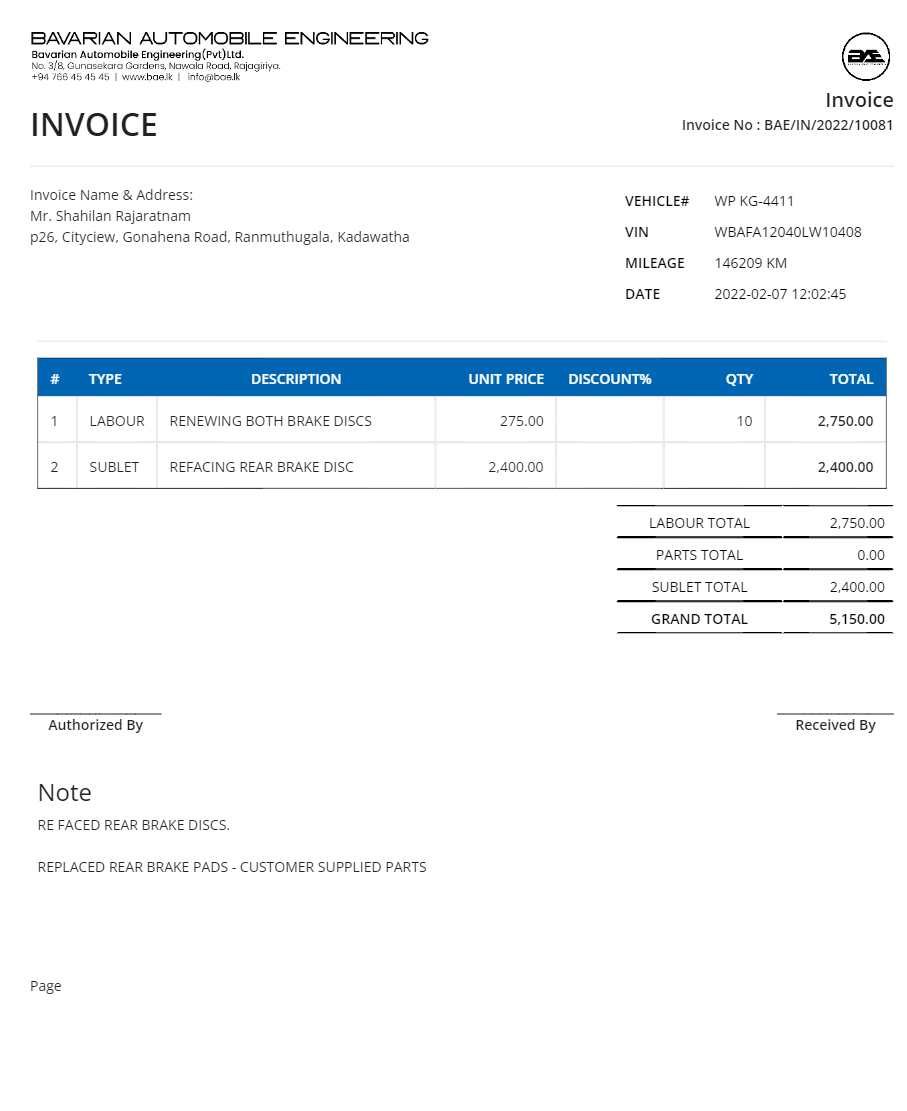 BAVARIAN AUTOMOBILE ENGINEERING
Bavarian Automobile Engineering(Pvt)Ltd.
No. 3/8, Gunasekara Gardens, Nawala Road, Rajagiriya.
+94 766 45 45 45 | www.bae.lk | info@bae.lk
BAE
Invoice
INVOICE
Invoice No : BAE/IN/2022/10081
Invoice Name & Address:
Mr. Shahilan Rajaratnam
p26, Cityview, Gonahena Road, Ranmuthugala, Kadawatha
VEHICLE# WP KG-4411
VIN WBAFA12040LW10408
MILEAGE 146209 KM
DATE 2022-02-07 12:02:45
# TYPE DESCRIPTION UNIT PRICE DISCOUNT% QTY TOTAL
1 LABOUR RENEWING BOTH BRAKE DISCS 275.00 10 2,750.00
2 SUBLET REFACING REAR BRAKE DISC 2,400.00 2,400.00
LABOUR TOTAL 2,750.00
PARTS TOTAL 0.00
SUBLET TOTAL 2,400.00
GRAND TOTAL 5,150.00
Authorized By
Received By
Note
RE FACED REAR BRAKE DISCS.
REPLACED REAR BRAKE PADS - CUSTOMER SUPPLIED PARTS
Page